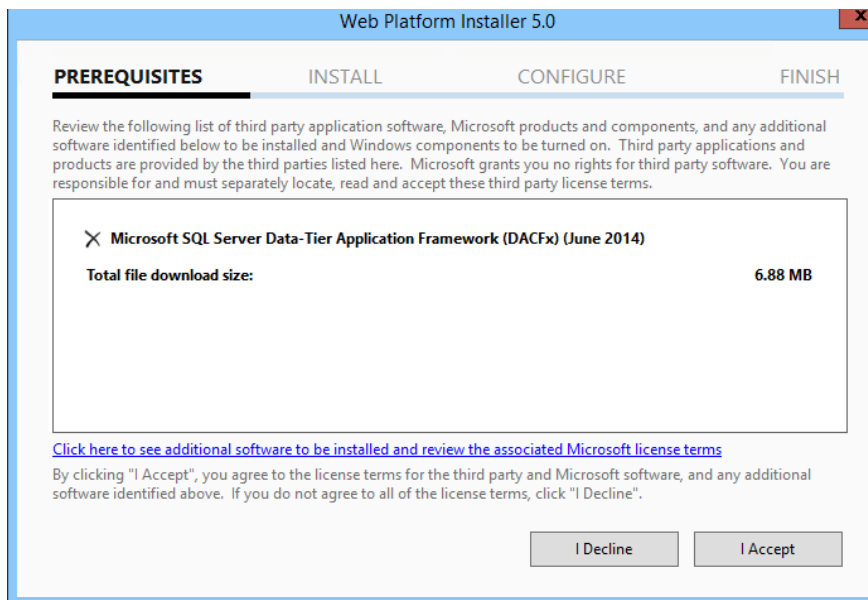 Web Platform Installer 5.0
x
PREREQUISITES INSTALL CONFIGURE FINISH
Review the following list of third party application software, Microsoft products and components, and any additional
software identified below to be installed and Windows components to be turned on. Third party applications and
products are provided by the third parties listed here. Microsoft grants you no rights for third party software. You are
responsible for and must separately locate, read and accept these third party license terms.
Microsoft SQL Server Data-Tier Application Framework (DACFx) (June 2014)
Total file download size: 6.88 MB
Click here to see additional software to be installed and review the associated Microsoft license terms
By clicking "I Accept", you agree to the license terms for the third party and Microsoft software, and any additional
software identified above. If you do not agree to all of the license terms, click "I Decline".
I Decline I Accept